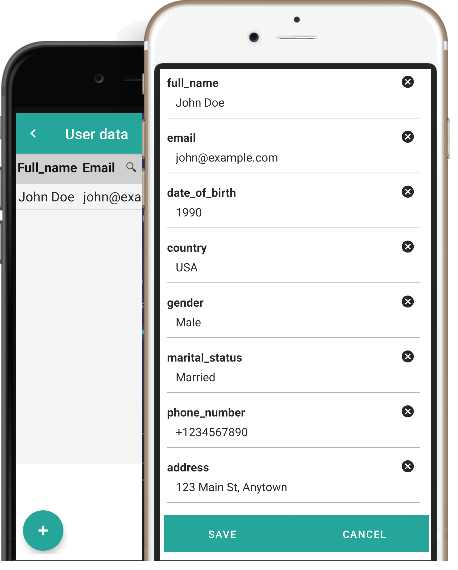 User data
Full_name Email
John Doe john@exa
full_name
John Doe
email
john@example.com
date_of_birth
1990
country
USA
gender
Male
marital_status
Married
phone_number
+1234567890
address
123 Main St, Anytown
SAVE CANCEL